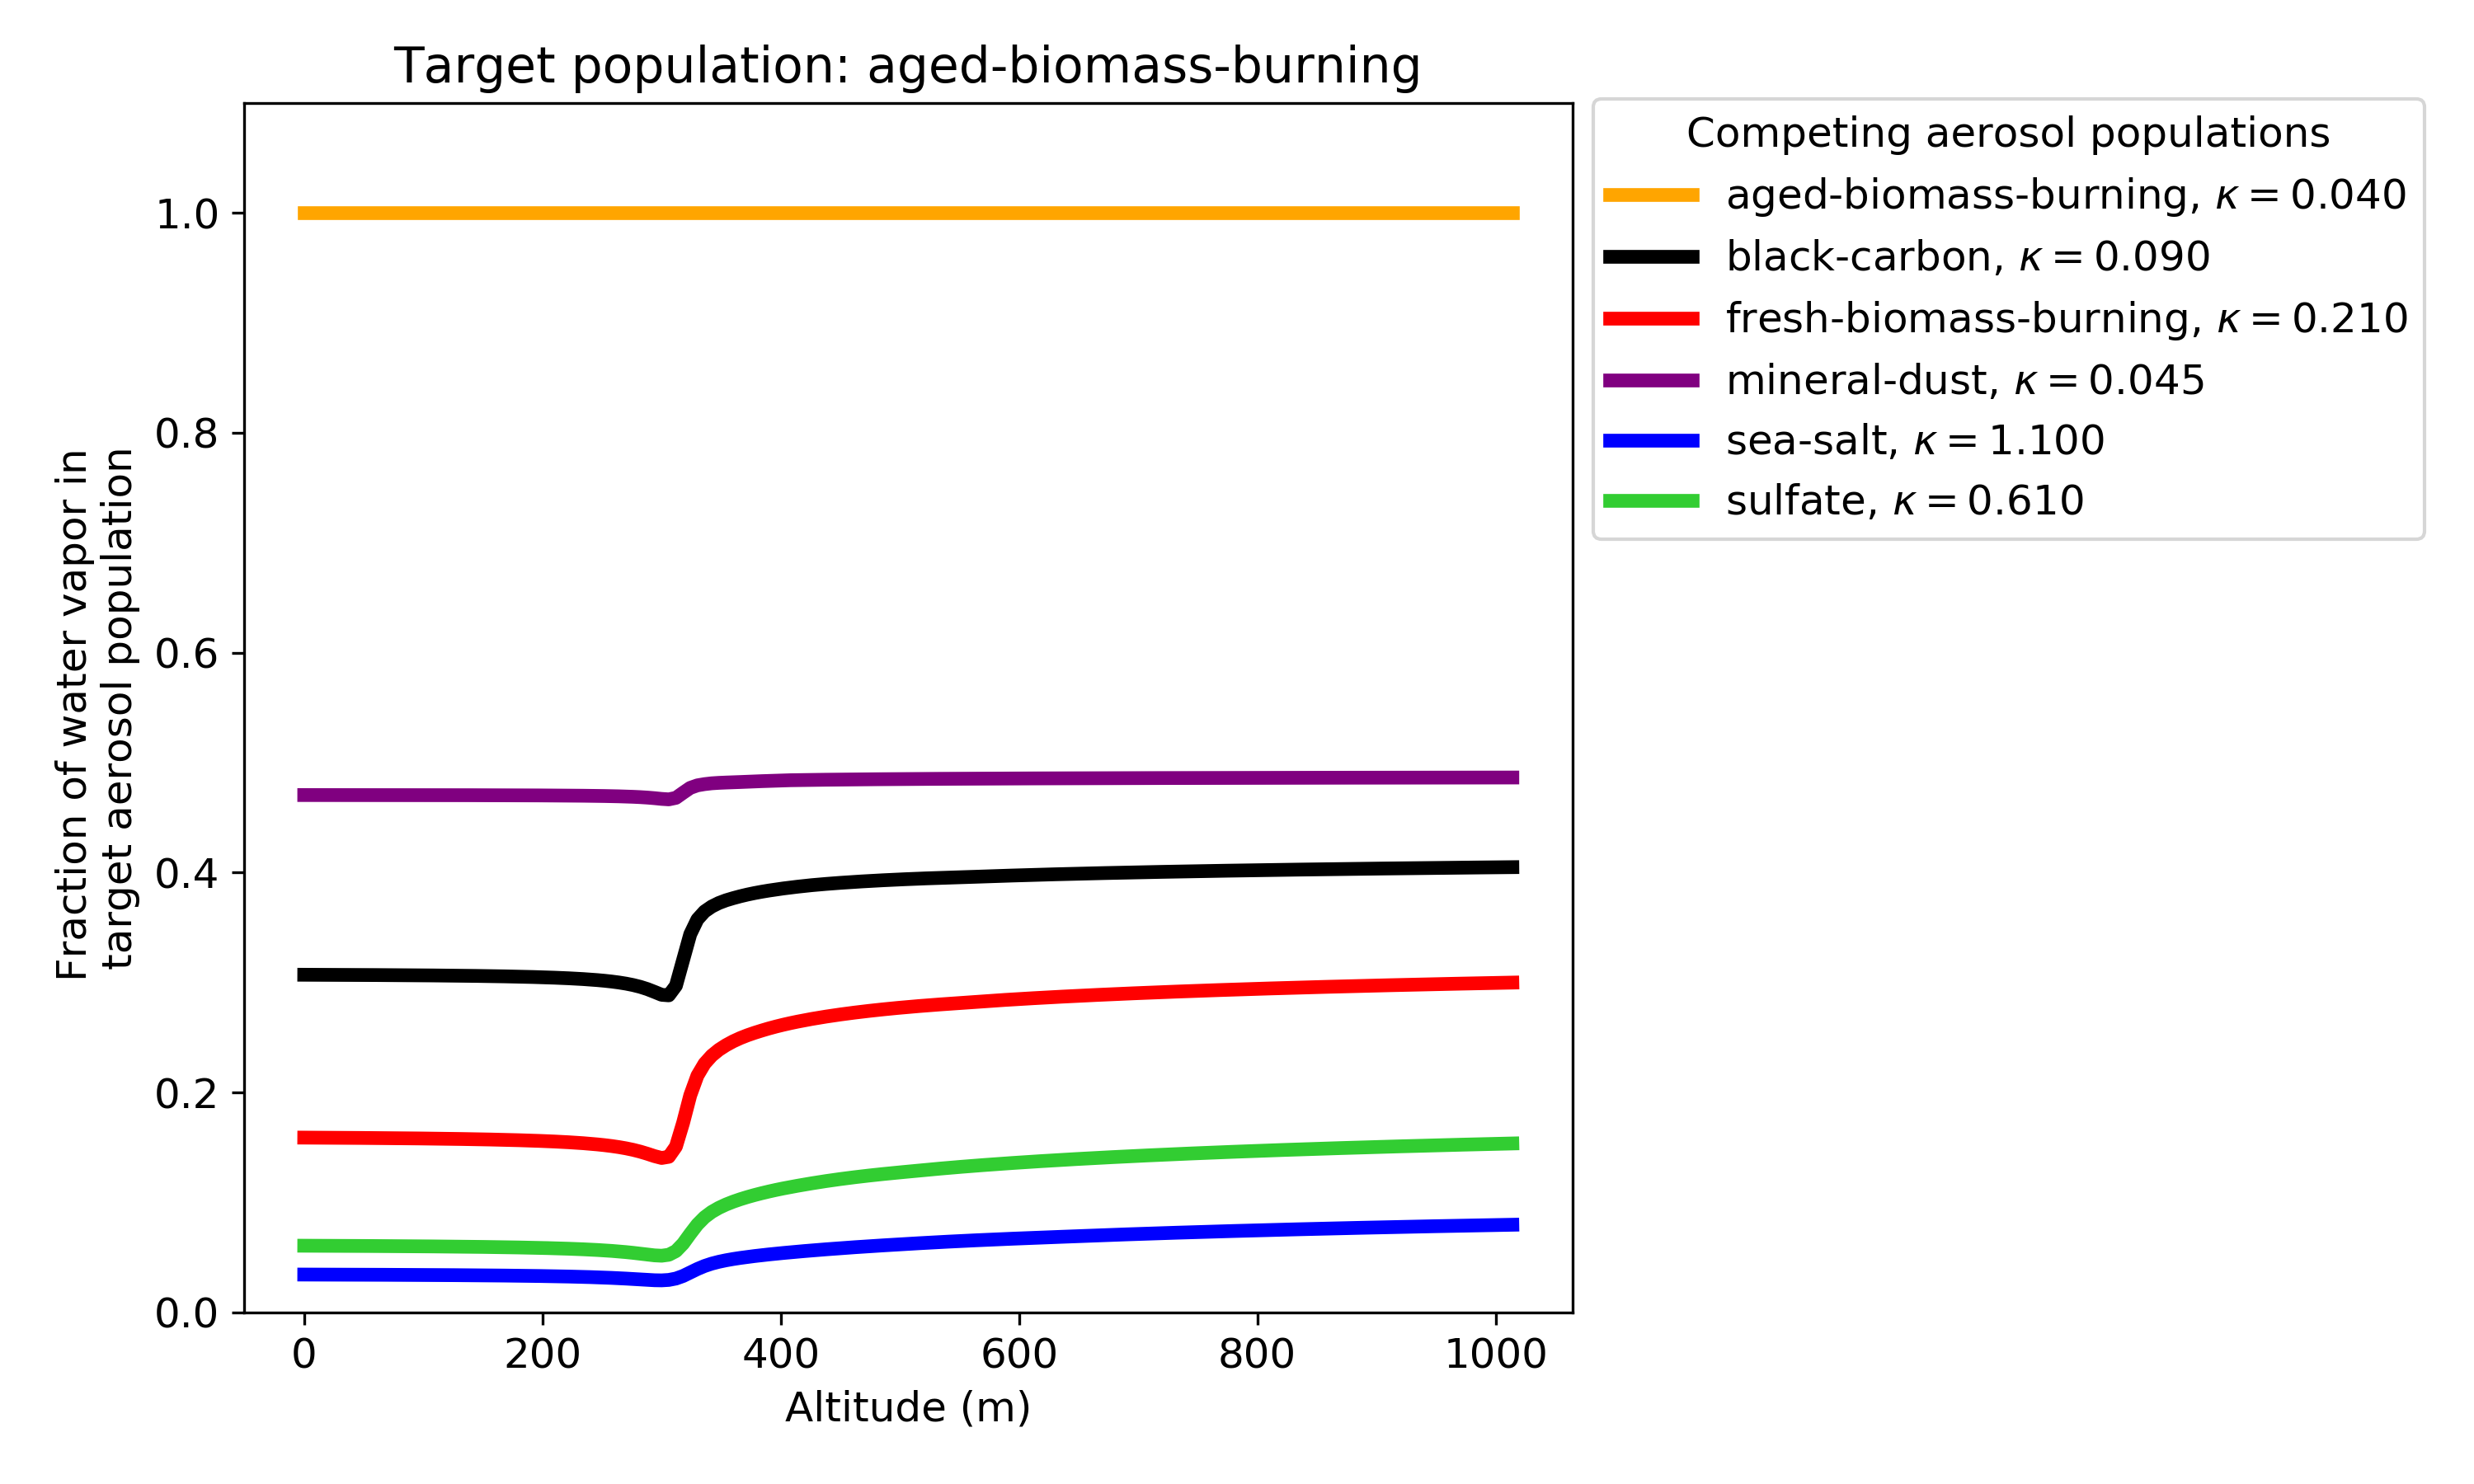 Target population: aged-biomass-burning
Fraction of water vapor in
target aerosol population
1.0
0.8
0.6
0.4
0.2
0.0
0 200 400 600 800 1000
Altitude (m)
Competing aerosol populations
aged-biomass-burning, κ = 0.040
black-carbon, κ = 0.090
fresh-biomass-burning, κ = 0.210
mineral-dust, κ = 0.045
sea-salt, κ = 1.100
sulfate, κ = 0.610